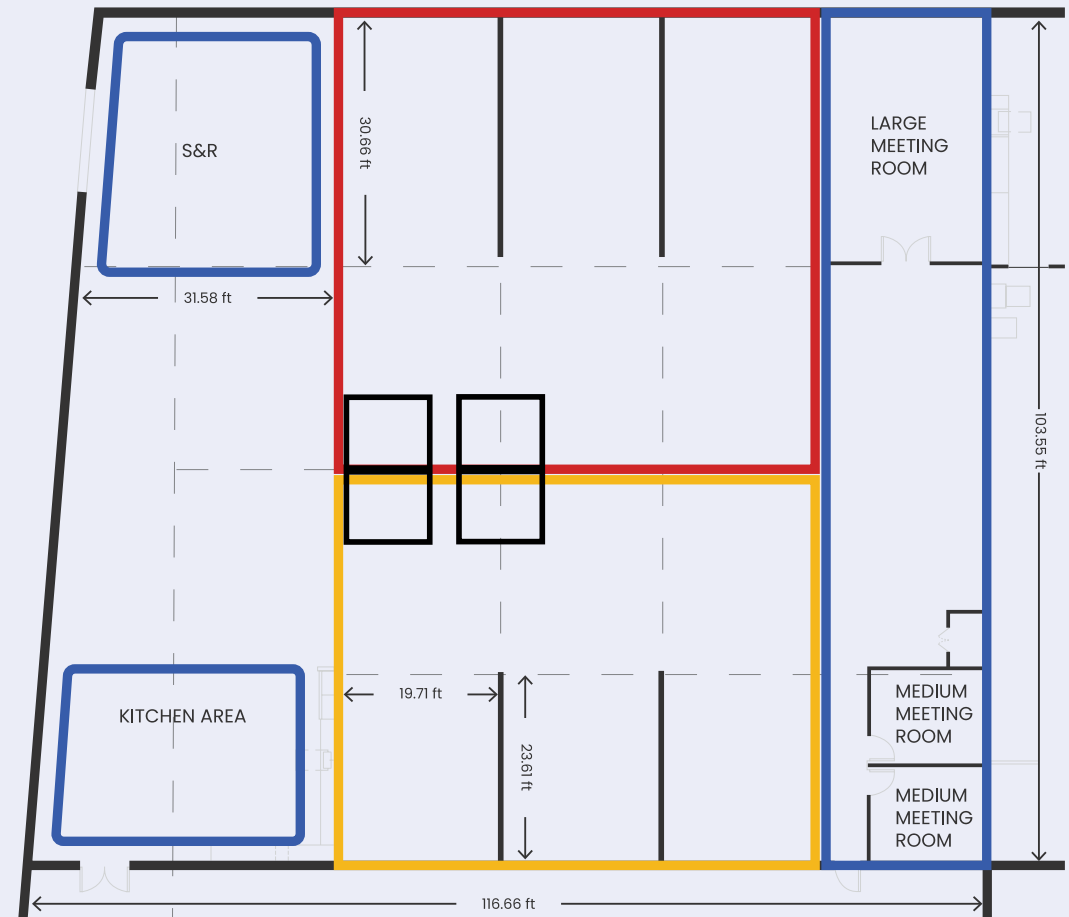 30.66 ft
S&R
LARGE
MEETING
ROOM
31.58 ft
103.55 ft
19.71 ft
23.61 ft
KITCHEN AREA
MEDIUM
MEETING
ROOM
MEDIUM
MEETING
ROOM
116.66 ft